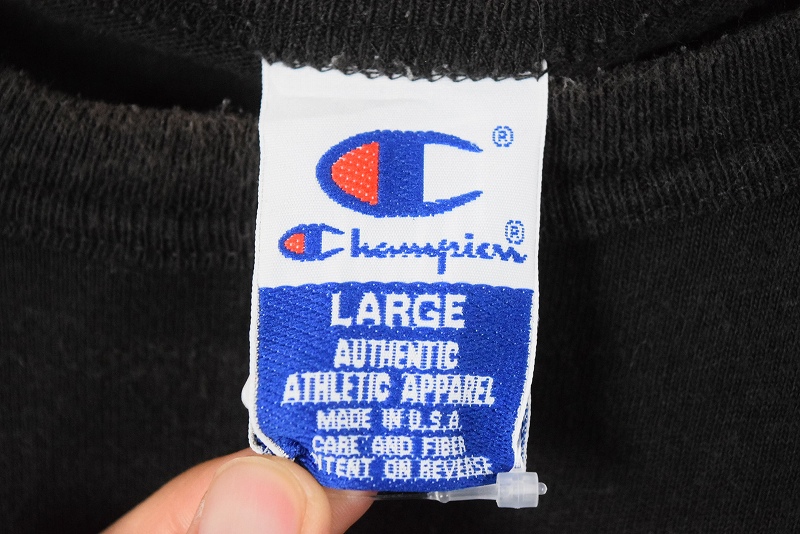 ®
Champion®
LARGE
AUTHENTIC
ATHLETIC APPAREL
MADE IN U.S.A.
CARE AND FIBER
CONTENT ON REVERSE